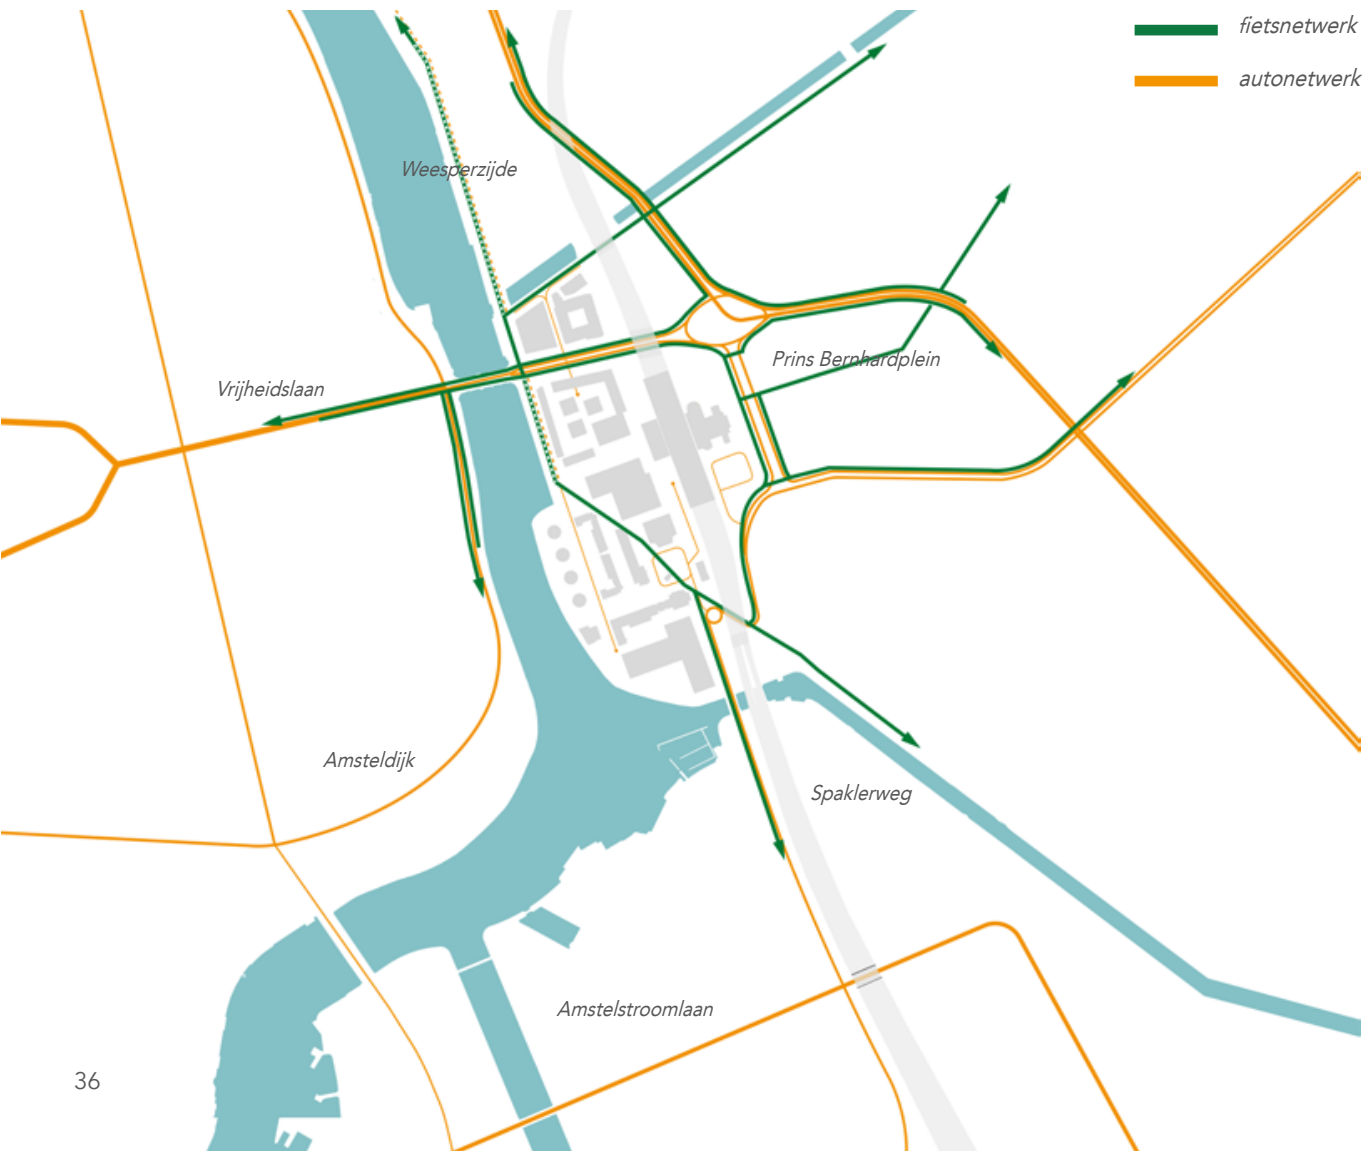 fietsnetwerk
autonetwerk
Weesperzijde
Prins Bernhardplein
Vrijheidslaan
Amsteldijk
Spaklerweg
Amstelstroomlaan
36